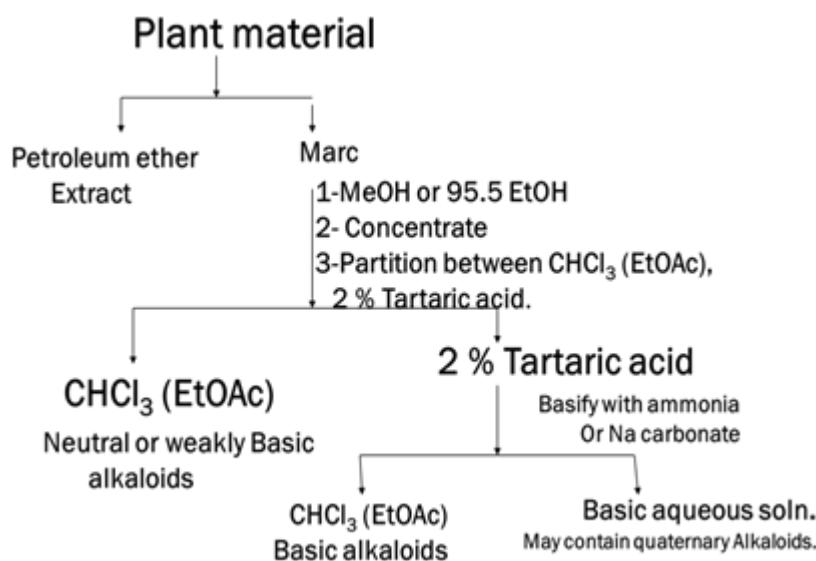 Plant material
Petroleum ether
Extract
Marc
1-MeOH or 95.5 EtOH
2- Concentrate
3-Partition between CHCl₃ (EtOAc),
2 % Tartaric acid.
CHCl₃ (EtOAc)
Neutral or weakly Basic
alkaloids
2 % Tartaric acid
Basify with ammonia
Or Na carbonate
CHCl₃ (EtOAc)
Basic alkaloids
Basic aqueous soln.
May contain quaternary Alkaloids.